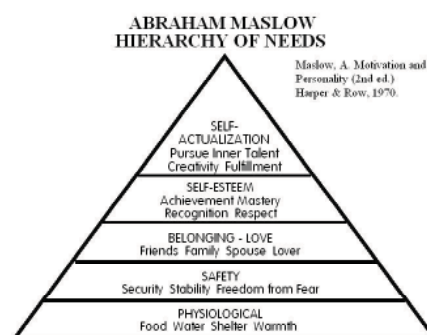 ABRAHAM MASLOW
HIERARCHY OF NEEDS
Maslow, A. Motivation and
Personality (2nd ed.)
Harper & Row, 1970.
SELF-
ACTUALIZATION
Pursue Inner Talent
Creativity Fulfillment
SELF-ESTEEM
Achievement Mastery
Recognition Respect
BELONGING - LOVE
Friends Family Spouse Lover
SAFETY
Security Stability Freedom from Fear
PHYSIOLOGICAL
Food Water Shelter Warmth